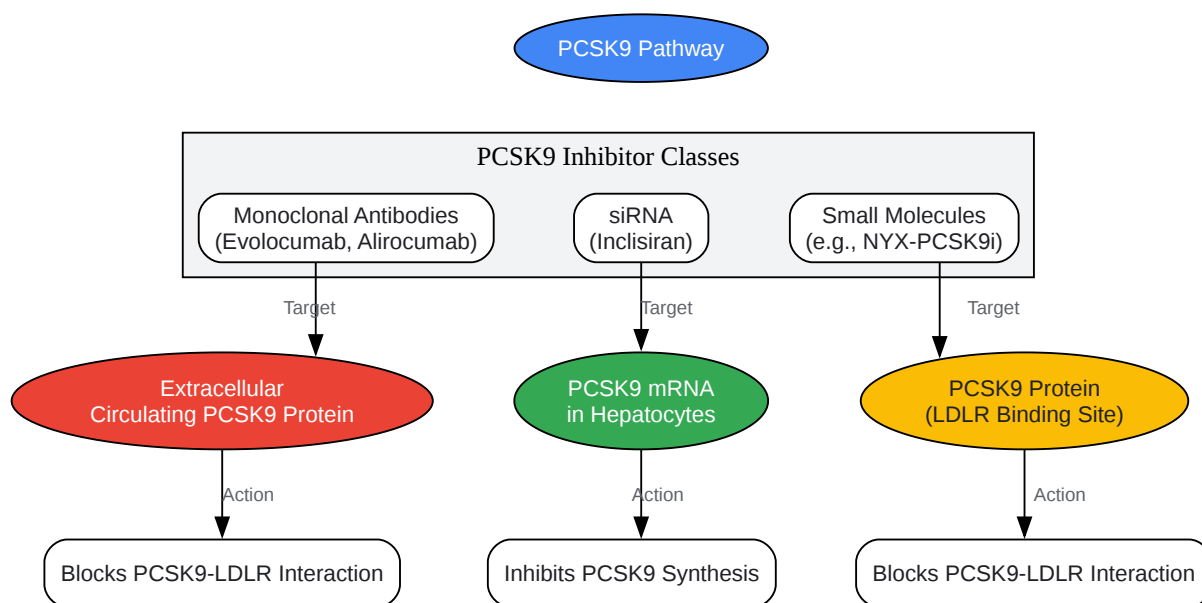 PCSK9 Pathway
PCSK9 Inhibitor Classes
Monoclonal Antibodies
(Evolocumab, Alirocumab)
siRNA
(Inclisiran)
Small Molecules
(e.g., NYX-PCSK9i)
Target
Target
Target
Extracellular
Circulating PCSK9 Protein
PCSK9 mRNA
in Hepatocytes
PCSK9 Protein
(LDLR Binding Site)
Action
Action
Action
Blocks PCSK9-LDLR Interaction
Inhibits PCSK9 Synthesis
Blocks PCSK9-LDLR Interaction